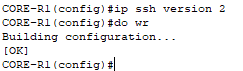 CORE-R1(config)#ip ssh version 2
CORE-R1(config)#do wr
Building configuration...
[OK]
CORE-R1(config)#